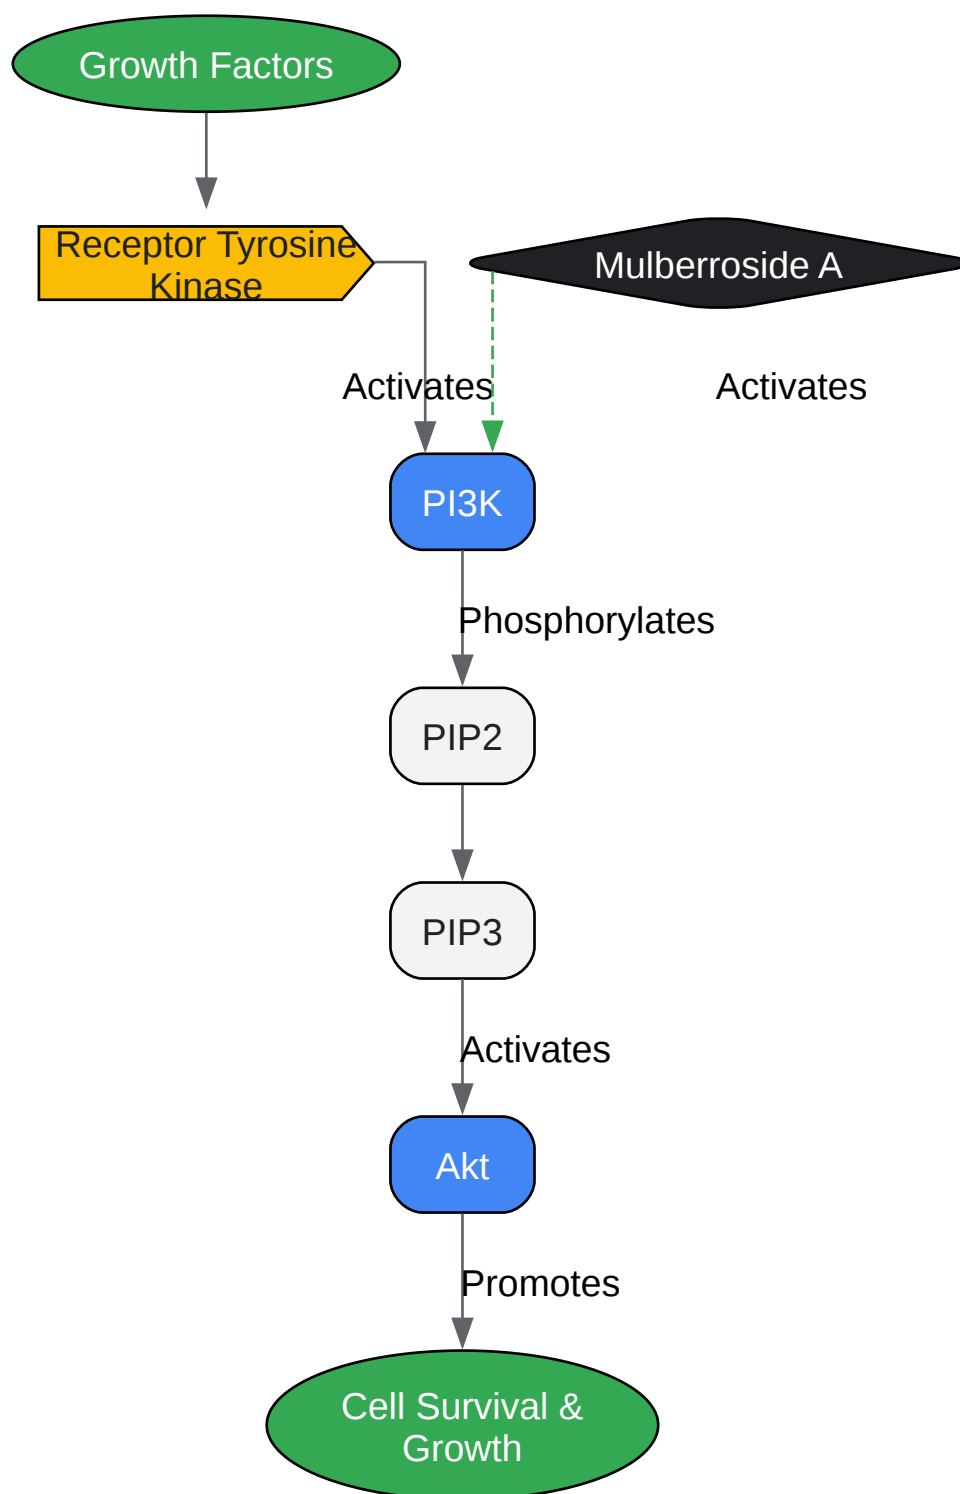 Growth Factors
Receptor Tyrosine
Kinase
Mulberroside A
Activates
Activates
PI3K
Phosphorylates
PIP2
PIP3
Activates
Akt
Promotes
Cell Survival &
Growth